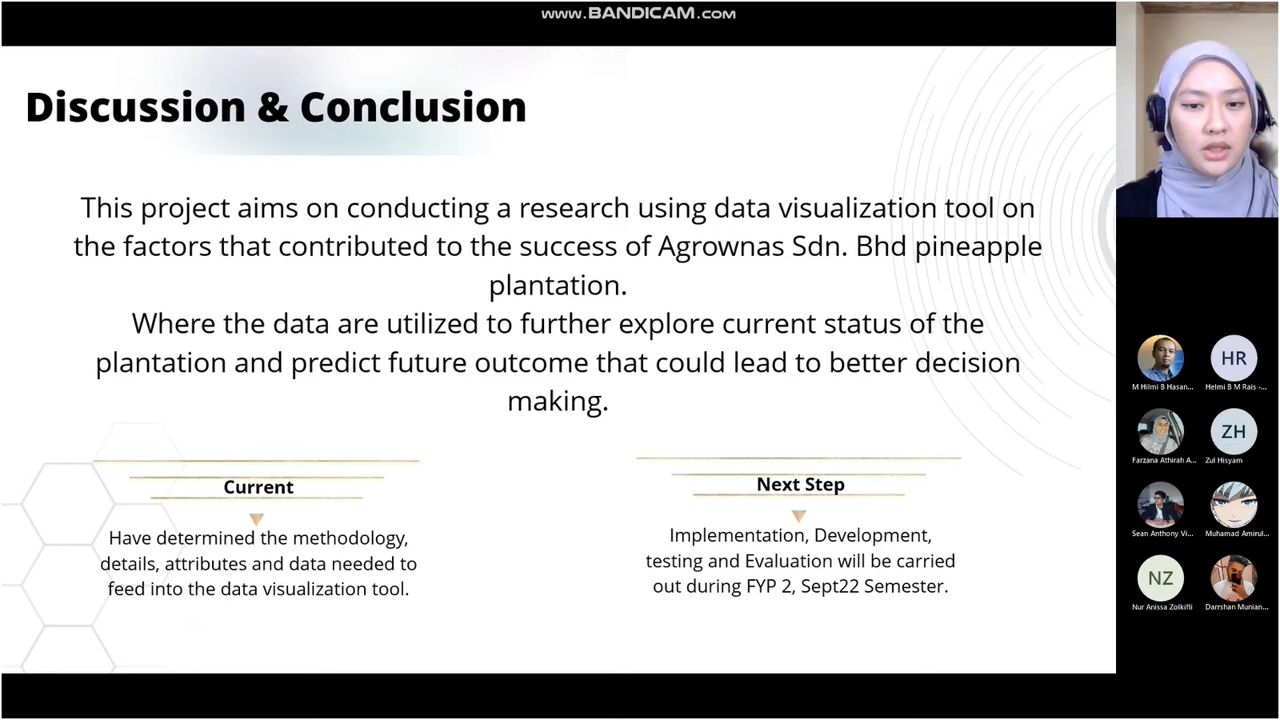 www.BANDICAM.com
Discussion & Conclusion
This project aims on conducting a research using data visualization tool on
the factors that contributed to the success of Agrownas Sdn. Bhd pineapple
plantation.
Where the data are utilized to further explore current status of the
plantation and predict future outcome that could lead to better decision
making.
Current
Have determined the methodology,
details, attributes and data needed to
feed into the data visualization tool.
Next Step
Implementation, Development,
testing and Evaluation will be carried
out during FYP 2, Sept22 Semester.
M Hilmi B Hasan...
HR
Helmi B M Rais -...
Farzana Athirah A...
ZH
Zul Hisyam
Sean Anthony Vi...
Muhamad Amirul...
NZ
Nur Anissa Zolkifli
Darrshan Munian...